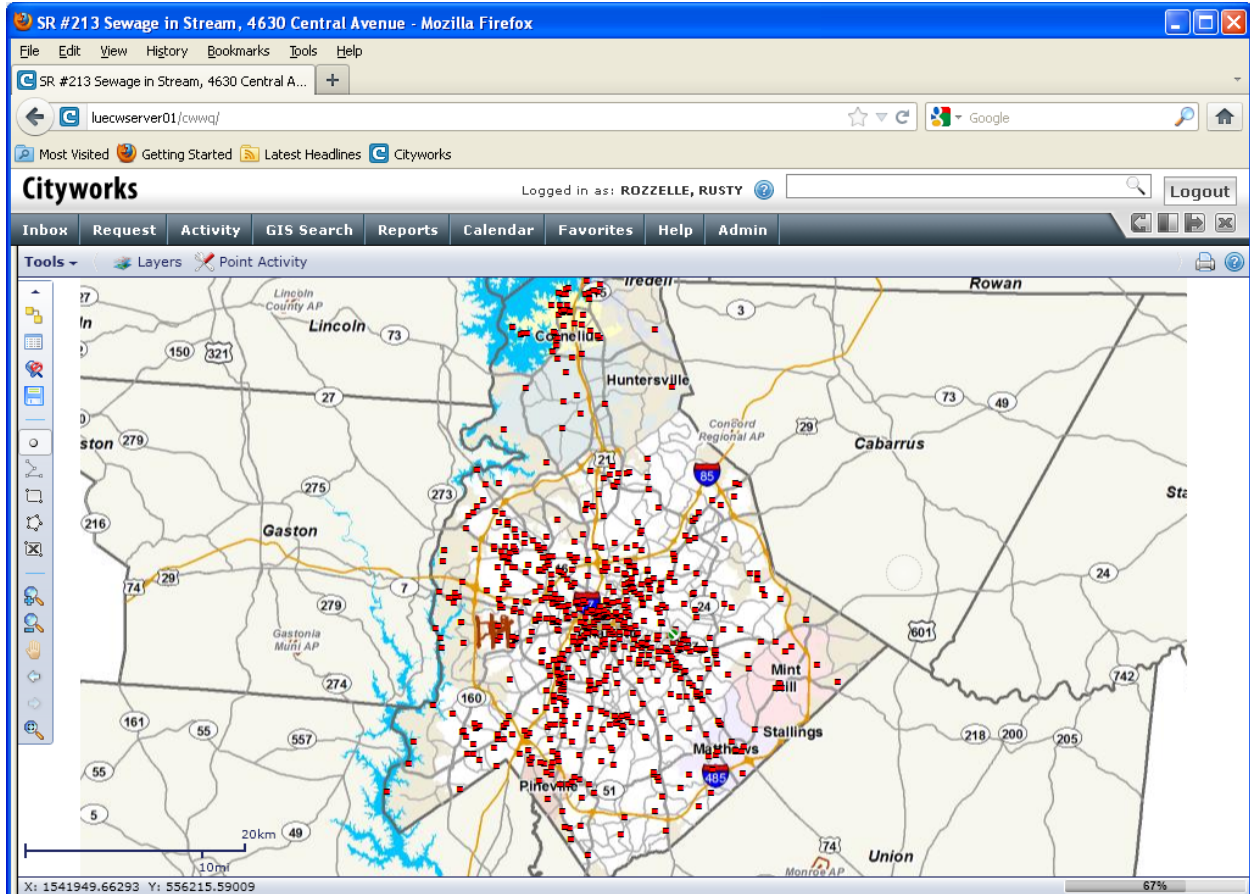 SR #213 Sewage in Stream, 4630 Central Avenue - Mozilla Firefox
File Edit View History Bookmarks Tools Help
SR #213 Sewage in Stream, 4630 Central A... +
luecwserver01/cwwq/ Google
Most Visited Getting Started Latest Headlines Cityworks
Cityworks Logged in as: ROZZELLE, RUSTY Logout
Inbox Request Activity GIS Search Reports Calendar Favorites Help Admin
Tools Layers Point Activity
Iredell Rowan
27 Lincoln County AP 3
Lincoln 73 Cornelius
150 321
Huntersville
27 73 49
Concord Regional AP 29
ston 279 Cabarrus
21 85
275 273 Sta
216 Gaston
74 29 7 24
279 24
601
Gastonia Muni AP
Mint Hill 742
274 160
161 55 557 Stallings 218 200 205
Matthews
55 485
Pineville 51
5 49
20km
10mi
74 Union
Monroe AP
X: 1541949.66293 Y: 556215.59009 67%